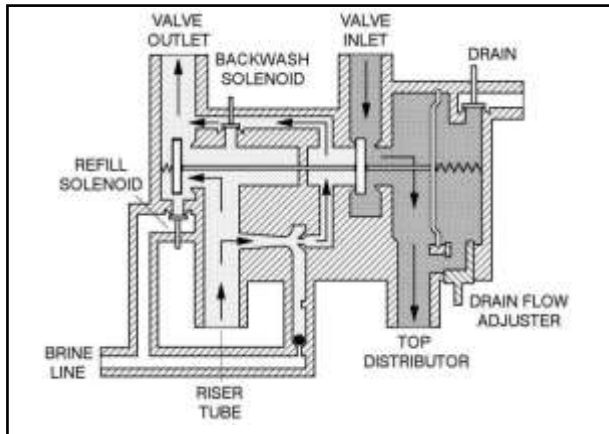 VALVE
OUTLET
BACKWASH
SOLENOID
VALVE
INLET
DRAIN
REFILL
SOLENOID
DRAIN FLOW
ADJUSTER
TOP
DISTRIBUTOR
BRINE
LINE
RISER
TUBE